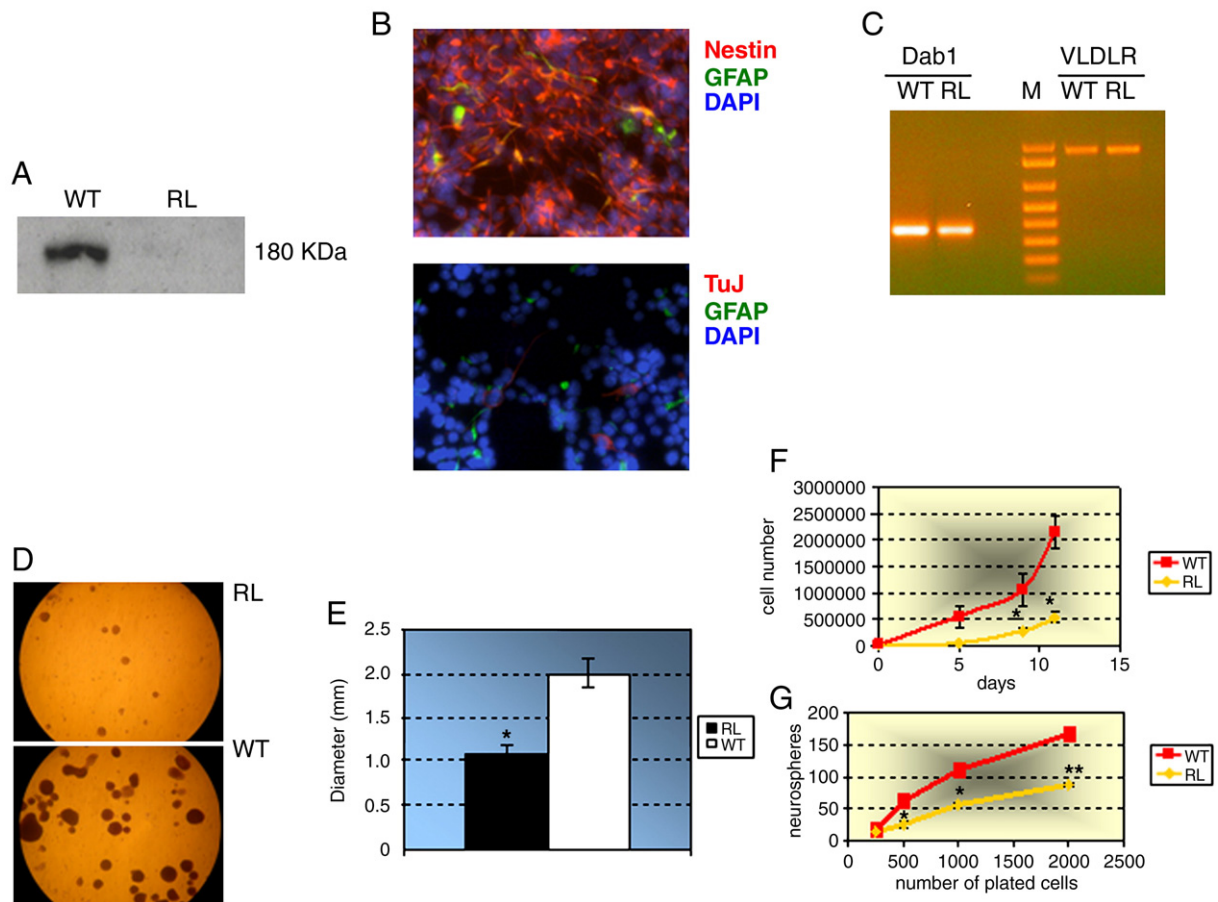 A
WT RL
180 KDa
B
Nestin
GFAP
DAPI
TuJ
GFAP
DAPI
C
Dab1 VLDLR
WT RL M WT RL
D
RL
WT
E
2.5
2.0
1.5
1.0
0.5
0
Diameter (mm)
*
RL
WT
F
3000000
2500000
2000000
1500000
1000000
500000
0
cell number
* *
0 5 10 15
days
WT
RL
G
200
150
100
50
0
neurospheres
* * **
0 500 1000 1500 2000 2500
number of plated cells
WT
RL